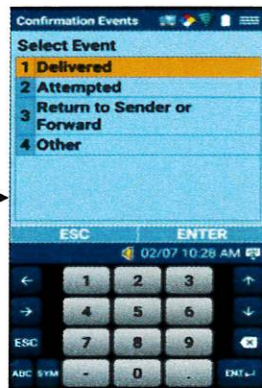 Confirmation Events
Select Event
1 Delivered
2 Attempted
3 Return to Sender or
Forward
4 Other
ESC ENTER
02/07 10:28 AM
← 1 2 3 ↑
→ 4 5 6 ↓
ESC 7 8 9
ABC SYM - 0 . ENT